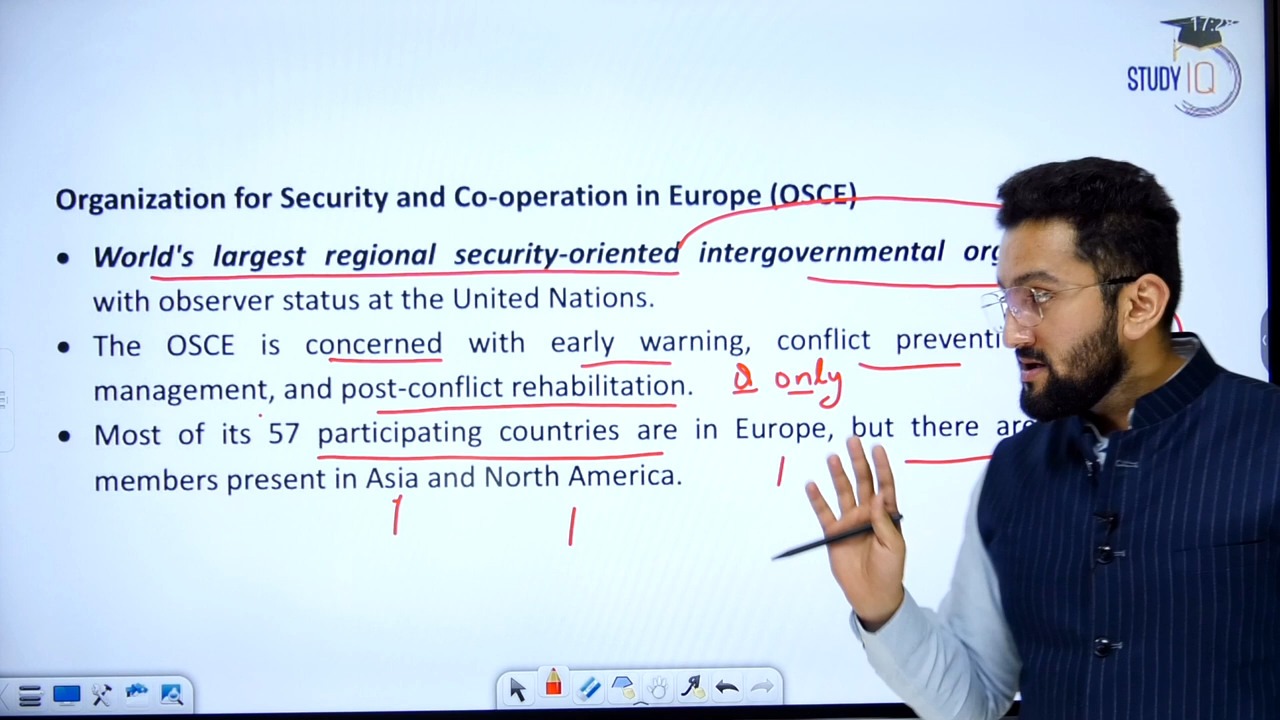 17:28
STUDY IQ
Organization for Security and Co-operation in Europe (OSCE)
• World's largest regional security-oriented intergovernmental
with observer status at the United Nations.
• The OSCE is concerned with early warning, conflict
management, and post-conflict rehabilitation. only
• Most of its 57 participating countries are in Europe, but there are
members present in Asia and North America.